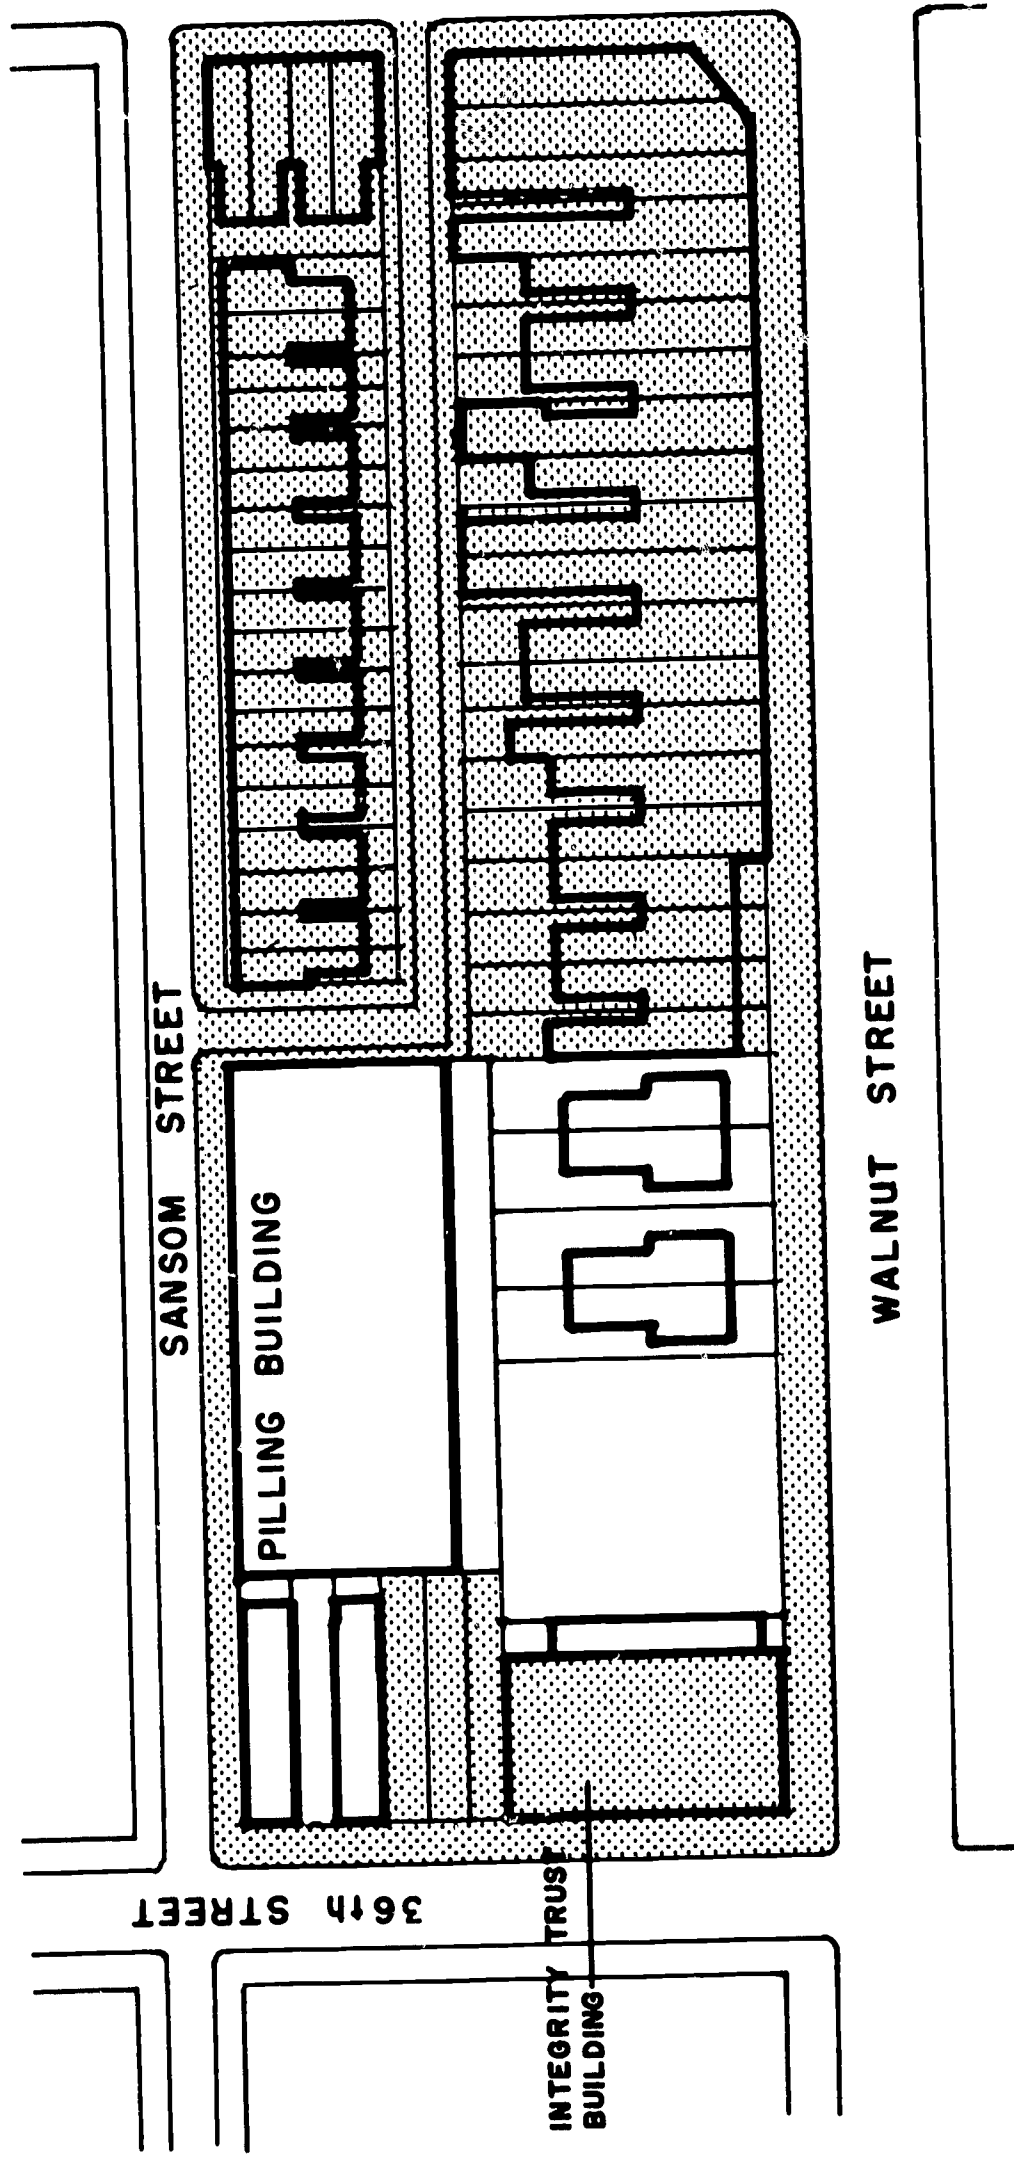 SANSOM STREET
PILLING BUILDING
WALNUT STREET
36th STREET
INTEGRITY TRUST
BUILDING